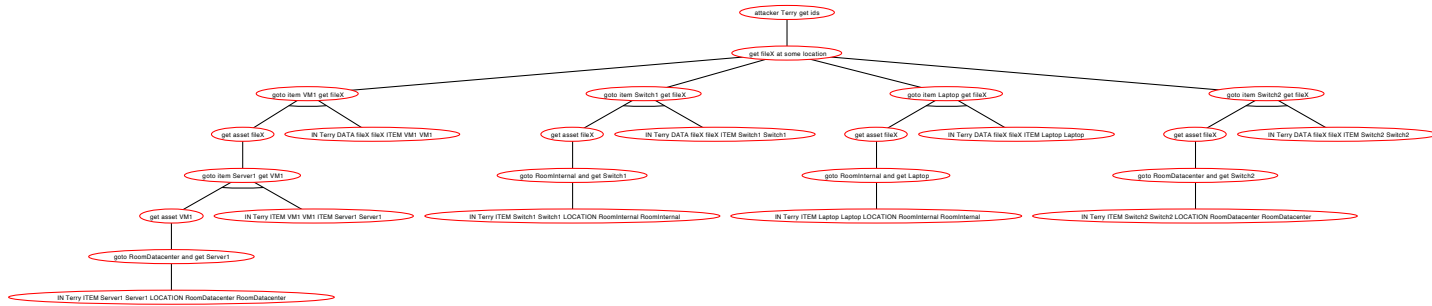 attacker Terry get ids
get fileX at some location
goto item VM1 get fileX
goto item Switch1 get fileX
goto item Laptop get fileX
goto item Switch2 get fileX
get asset fileX
IN Terry DATA fileX fileX ITEM VM1 VM1
get asset fileX
IN Terry DATA fileX fileX ITEM Switch1 Switch1
get asset fileX
IN Terry DATA fileX fileX ITEM Laptop Laptop
get asset fileX
IN Terry DATA fileX fileX ITEM Switch2 Switch2
goto item Server1 get VM1
goto RoomInternal and get Switch1
goto RoomInternal and get Laptop
goto RoomDatacenter and get Switch2
get asset VM1
IN Terry ITEM VM1 VM1 ITEM Server1 Server1
IN Terry ITEM Switch1 Switch1 LOCATION RoomInternal RoomInternal
IN Terry ITEM Laptop Laptop LOCATION RoomInternal RoomInternal
IN Terry ITEM Switch2 Switch2 LOCATION RoomDatacenter RoomDatacenter
goto RoomDatacenter and get Server1
IN Terry ITEM Server1 Server1 LOCATION RoomDatacenter RoomDatacenter